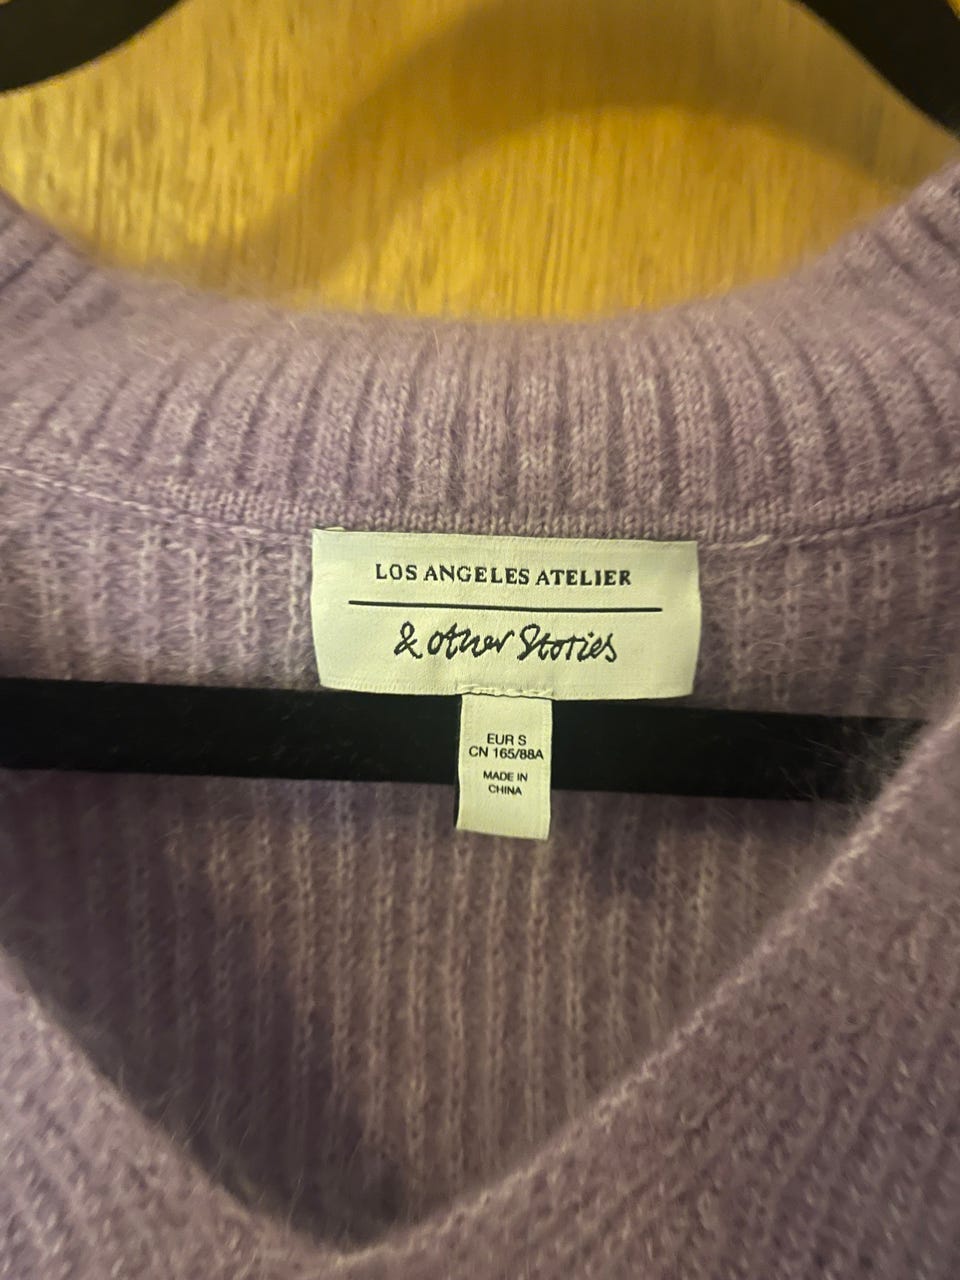 LOS ANGELES ATELIER
& other Stories
EUR S
CN 165/88A
MADE IN
CHINA